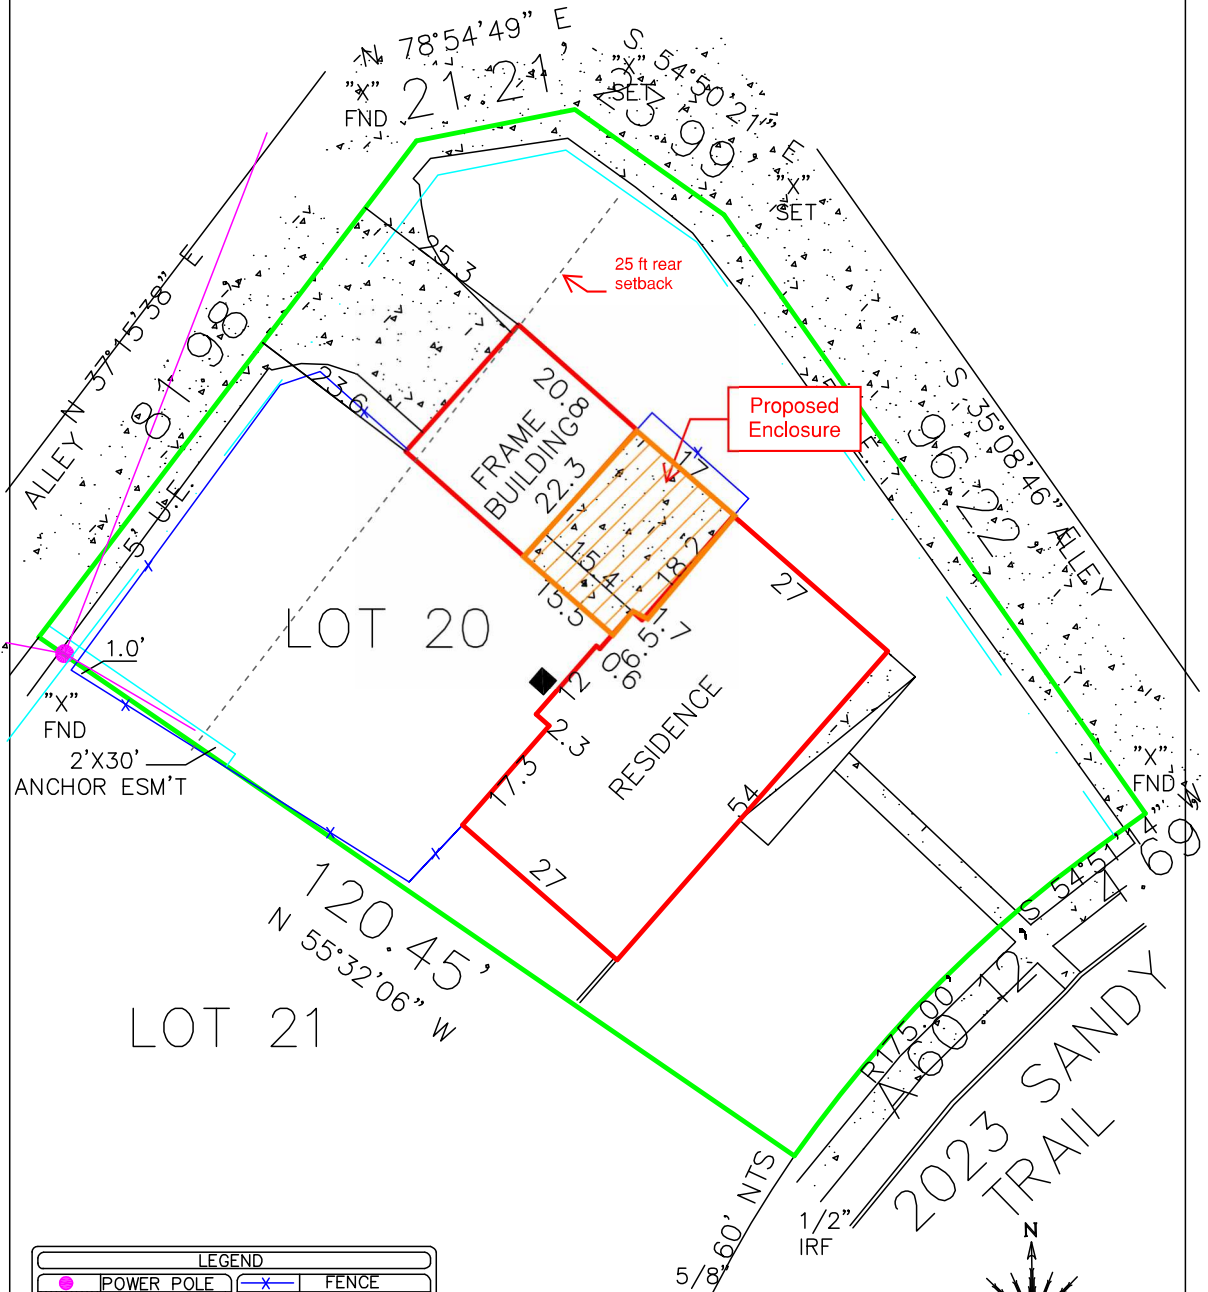 N 78°54'49" E
21.21'
S 54°50'21" E
23.99'
"X"
FND
"X"
SET
"X"
SET
25 ft rear
setback
25.3
23.6
ALLEY N 37°15'38" E
81.98'
5' U.E.
20.8
FRAME
BUILDING
22.3
Proposed
Enclosure
17
15.4
18.2
15.5
1.7
6.5
0.6
12
2.3
17.5
27
54
27
RESIDENCE
LOT 20
S 35°08'46" E
ALLEY
96.22'
1.0'
"X"
FND
2'X30'
ANCHOR ESM'T
"X"
FND
120.45'
N 55°32'06" W
LOT 21
4.69'
R175.00'
A60.12'
2023 SANDY
TRAIL
60' NTS
1/2"
IRF
5/8"
N
LEGEND
POWER POLE
FENCE